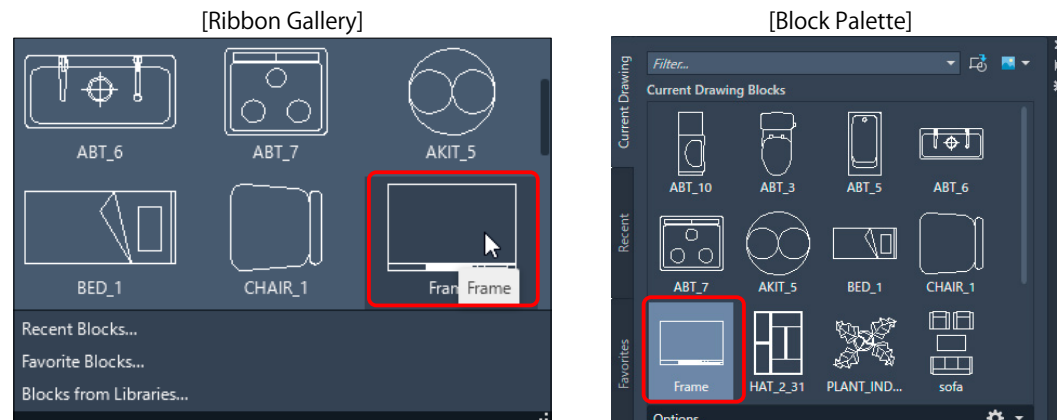 [Ribbon Gallery]
ABT_6 ABT_7 AKIT_5
BED_1 CHAIR_1 Fran Frame
Recent Blocks...
Favorite Blocks...
Blocks from Libraries...
[Block Palette]
Current Drawing
Recent
Favorites
Filter...
Current Drawing Blocks
ABT_10 ABT_3 ABT_5 ABT_6
ABT_7 AKIT_5 BED_1 CHAIR_1
Frame HAT_2_31 PLANT_IND... sofa
Options